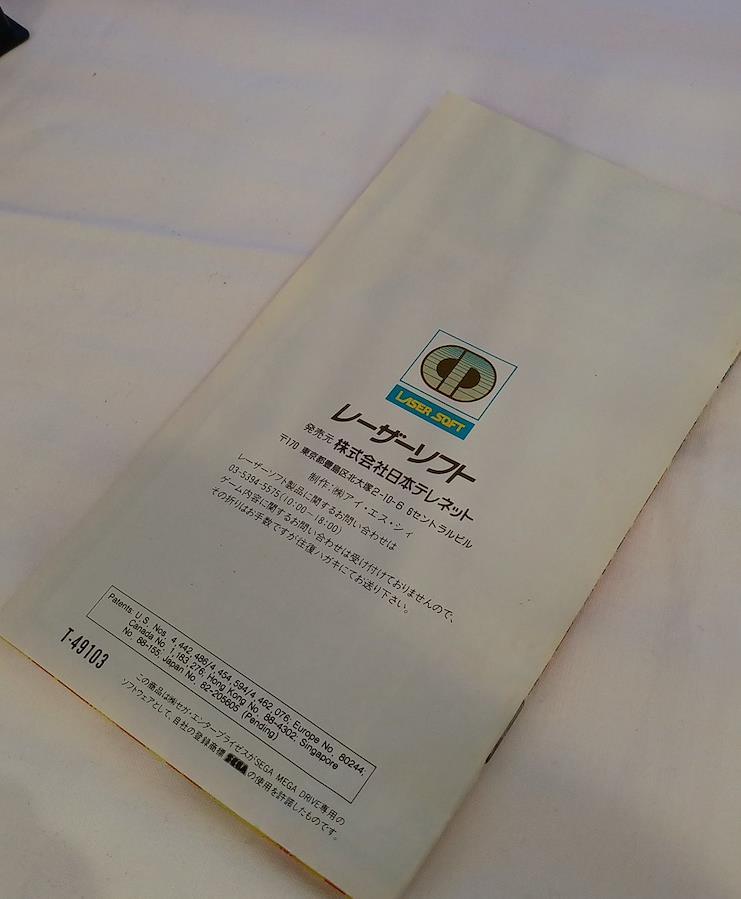 LASER SOFT
レーザーソフト
発売元 株式会社日本テレネット
〒170 東京都豊島区北大塚2-10-6 6セントラルビル
制作:㈱アイ・エス・シィ
レーザーソフト製品に関するお問い合わせは
03-5394-5575(10:00〜18:00)
ゲーム内容に関するお問い合わせは受け付けておりませんので、
その折りはお手数ですが往復ハガキにてお送り下さい。
Patents: U.S. Nos. 4,442,486/4,454,594/4,462,076; Europe No. 80244;
Canada No. 1,183,276; Hong Kong No. 88-4302; Singapore
No. 88-155; Japan No. 82-205605 (Pending)
T-49103
この商品は㈱セガ・エンタープライゼスがSEGA MEGA DRIVE専用の
ソフトウェアとして、自社の登録商標 SEGA の使用を許諾したものです。